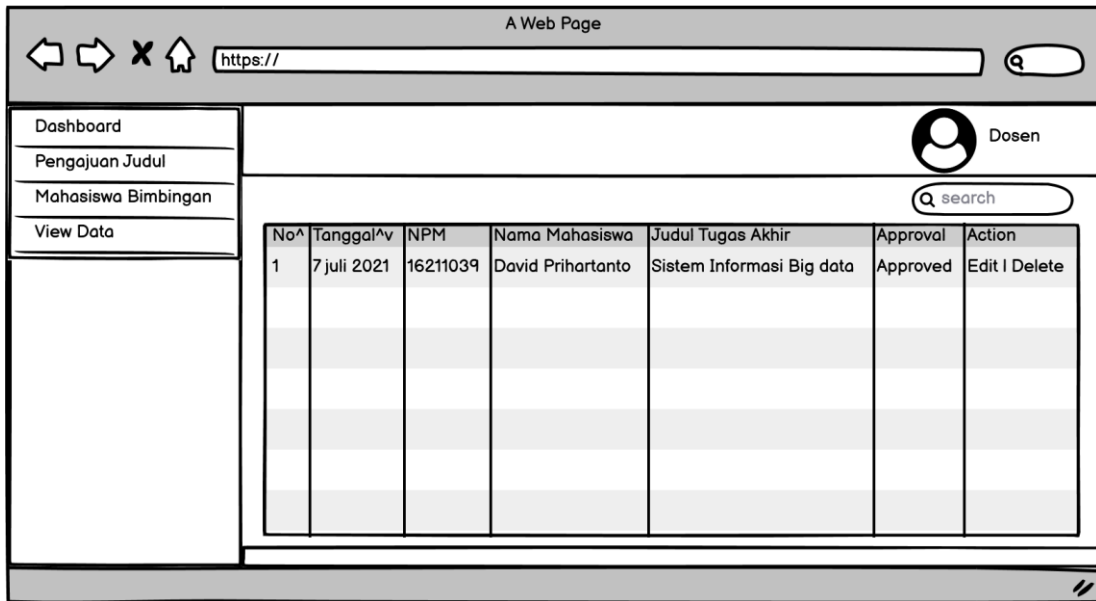 A Web Page
https://
Dashboard
Pengajuan Judul
Mahasiswa Bimbingan
View Data
Dosen
search
No^ Tanggal^v NPM Nama Mahasiswa Judul Tugas Akhir Approval Action
1 7 juli 2021 16211039 David Prihartanto Sistem Informasi Big data Approved Edit | Delete